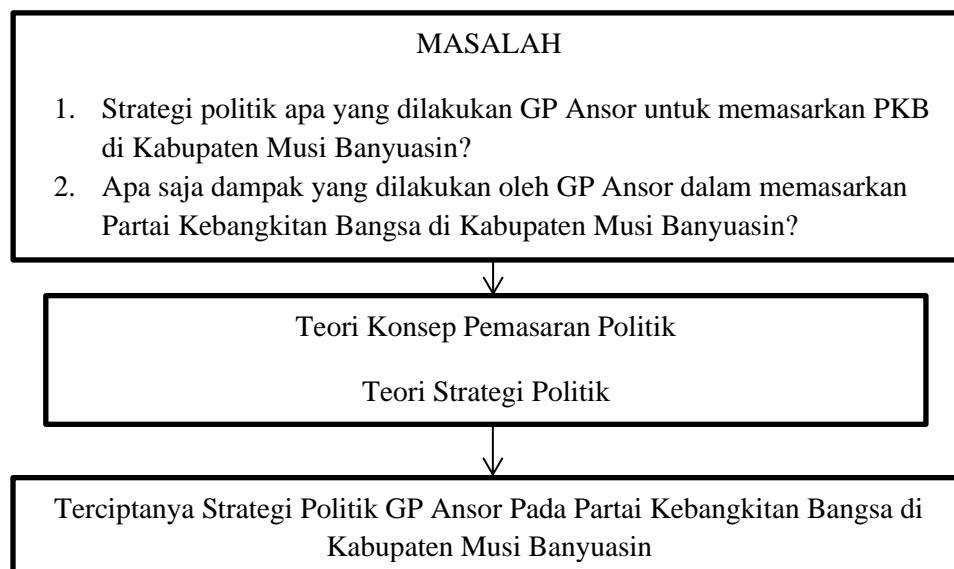 MASALAH
1. Strategi politik apa yang dilakukan GP Ansor untuk memasarkan PKB
di Kabupaten Musi Banyuasin?
2. Apa saja dampak yang dilakukan oleh GP Ansor dalam memasarkan
Partai Kebangkitan Bangsa di Kabupaten Musi Banyuasin?
Teori Konsep Pemasaran Politik
Teori Strategi Politik
Terciptanya Strategi Politik GP Ansor Pada Partai Kebangkitan Bangsa di
Kabupaten Musi Banyuasin